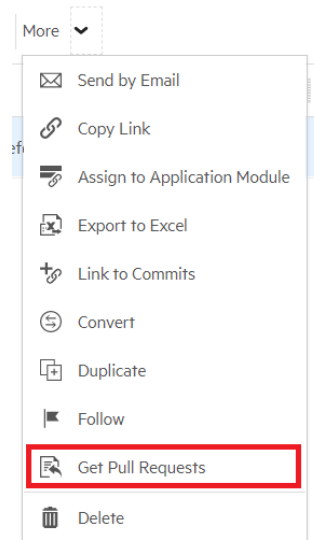 More
Send by Email
Copy Link
Assign to Application Module
Export to Excel
Link to Commits
Convert
Duplicate
Follow
Get Pull Requests
Delete